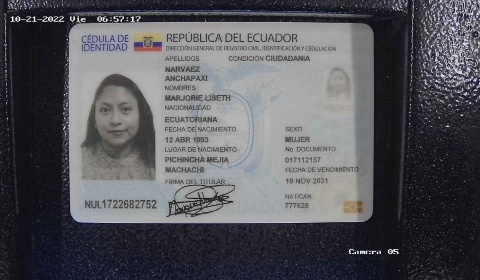 10-21-2022 Vie 06:57:17
CÉDULA DE IDENTIDAD
REPÚBLICA DEL ECUADOR
DIRECCIÓN GENERAL DE REGISTRO CIVIL, IDENTIFICACIÓN Y CEDULACIÓN
APELLIDOS CONDICIÓN CIUDADANÍA
NARVAEZ
ANCHAPAXI
NOMBRES
MARJORIE LISETH
NACIONALIDAD
ECUATORIANA
FECHA DE NACIMIENTO SEXO
12 ABR 1993 MUJER
LUGAR DE NACIMIENTO No. DOCUMENTO
PICHINCHA MEJIA 017112157
MACHACHI FECHA DE VENCIMIENTO
FIRMA DEL TITULAR 19 NOV 2031
NAT/CAN
NUI.1722682752 777628
Camera 05